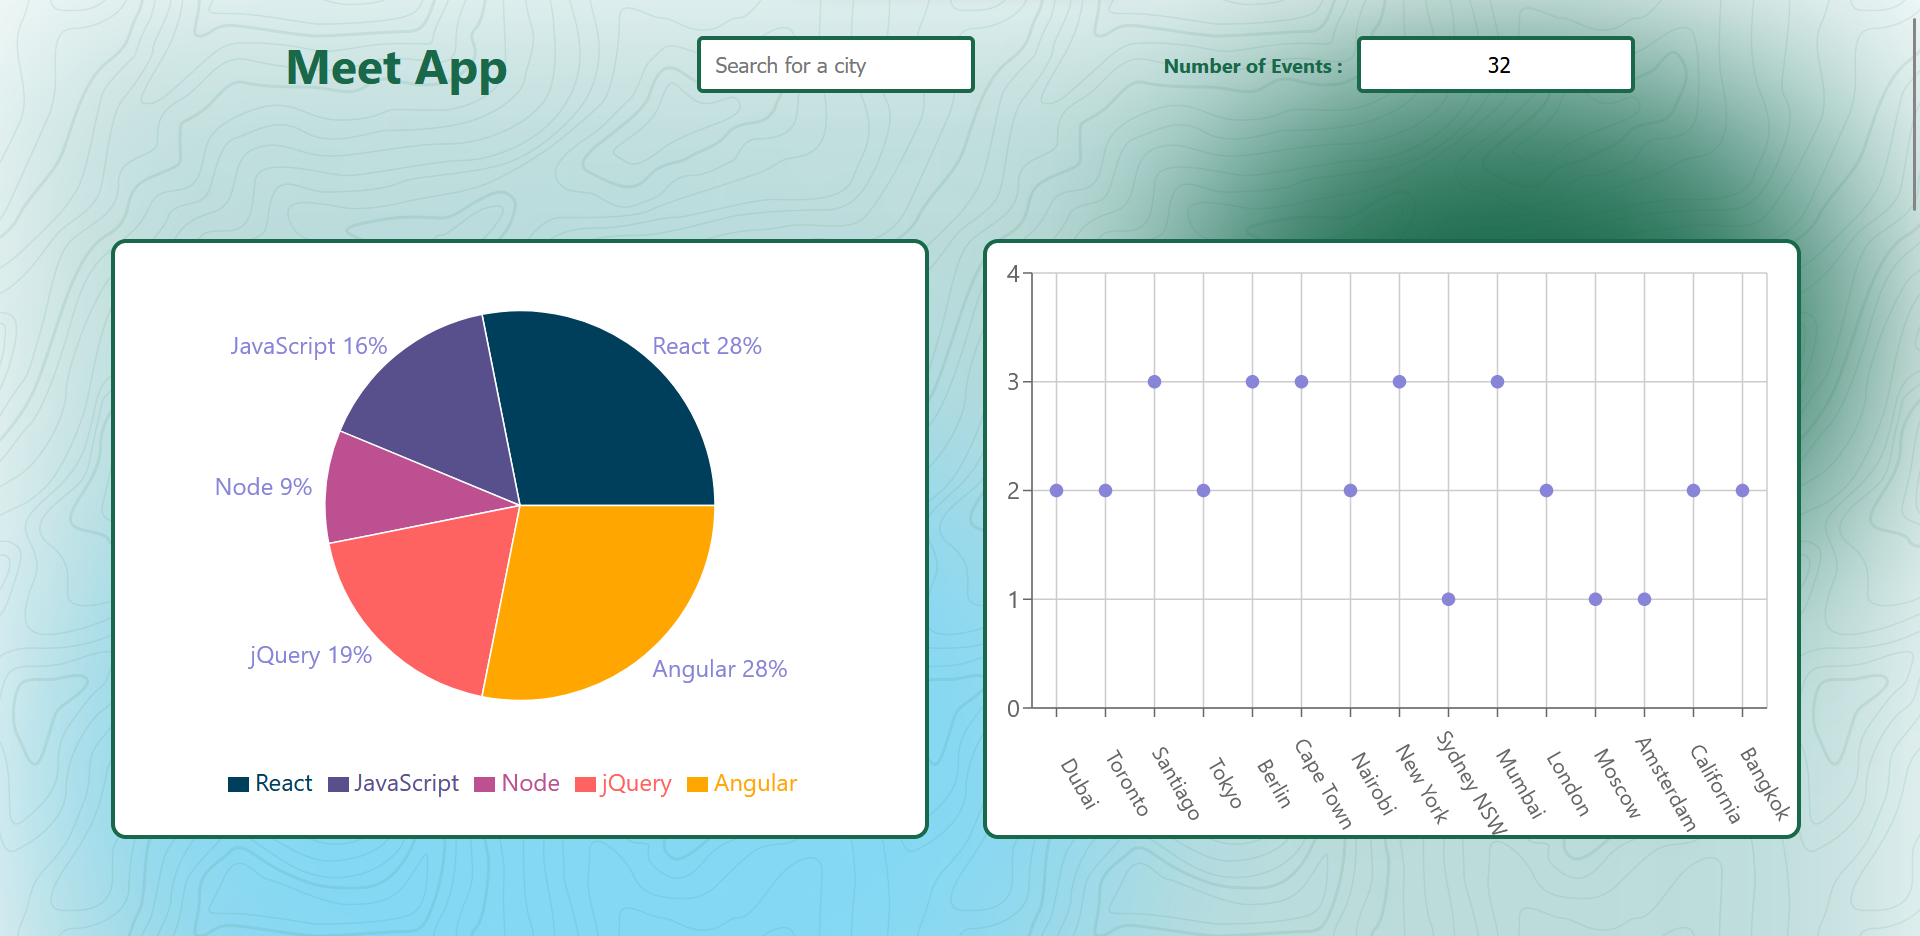 Meet App
Search for a city
Number of Events :
32
JavaScript 16%
React 28%
Node 9%
jQuery 19%
Angular 28%
React
JavaScript
Node
jQuery
Angular
4
3
2
1
0
Dubai
Toronto
Santiago
Tokyo
Berlin
Cape Town
Nairobi
New York
Sydney NSW
Mumbai
London
Moscow
Amsterdam
California
Bangkok